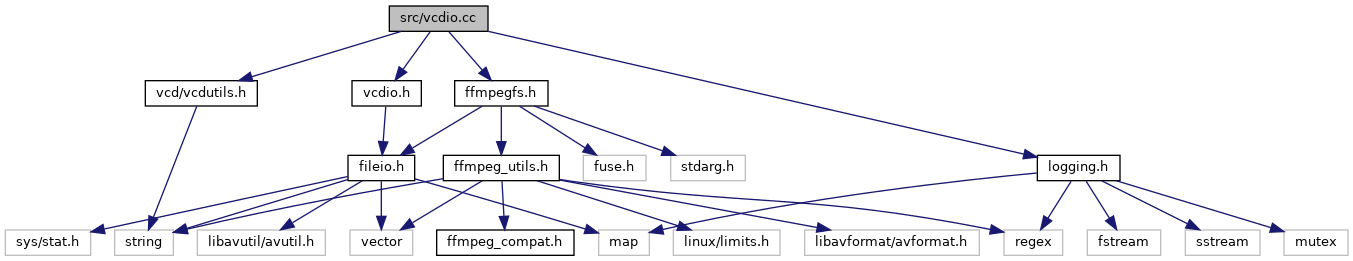 src/vcdio.cc
vcd/vcdutils.h
vcdio.h
ffmpegfs.h
fileio.h
ffmpeg_utils.h
fuse.h
stdarg.h
logging.h
sys/stat.h
string
libavutil/avutil.h
vector
ffmpeg_compat.h
map
linux/limits.h
libavformat/avformat.h
regex
fstream
sstream
mutex